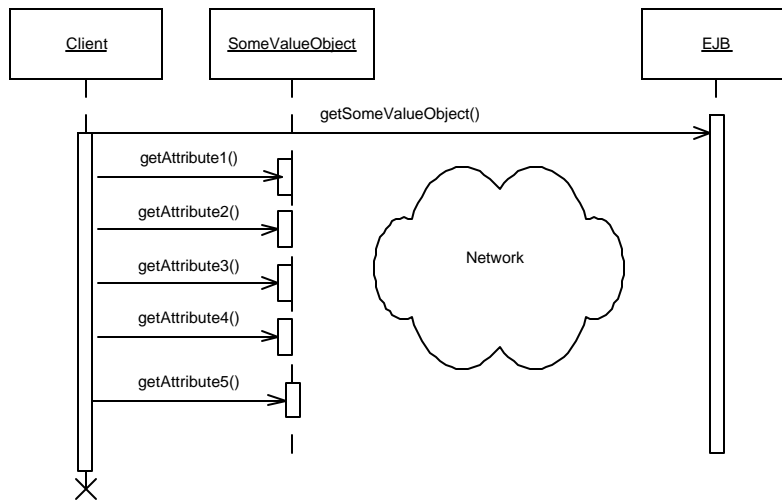 Client
SomeValueObject
EJB
getSomeValueObject()
getAttribute1()
getAttribute2()
Network
getAttribute3()
getAttribute4()
getAttribute5()